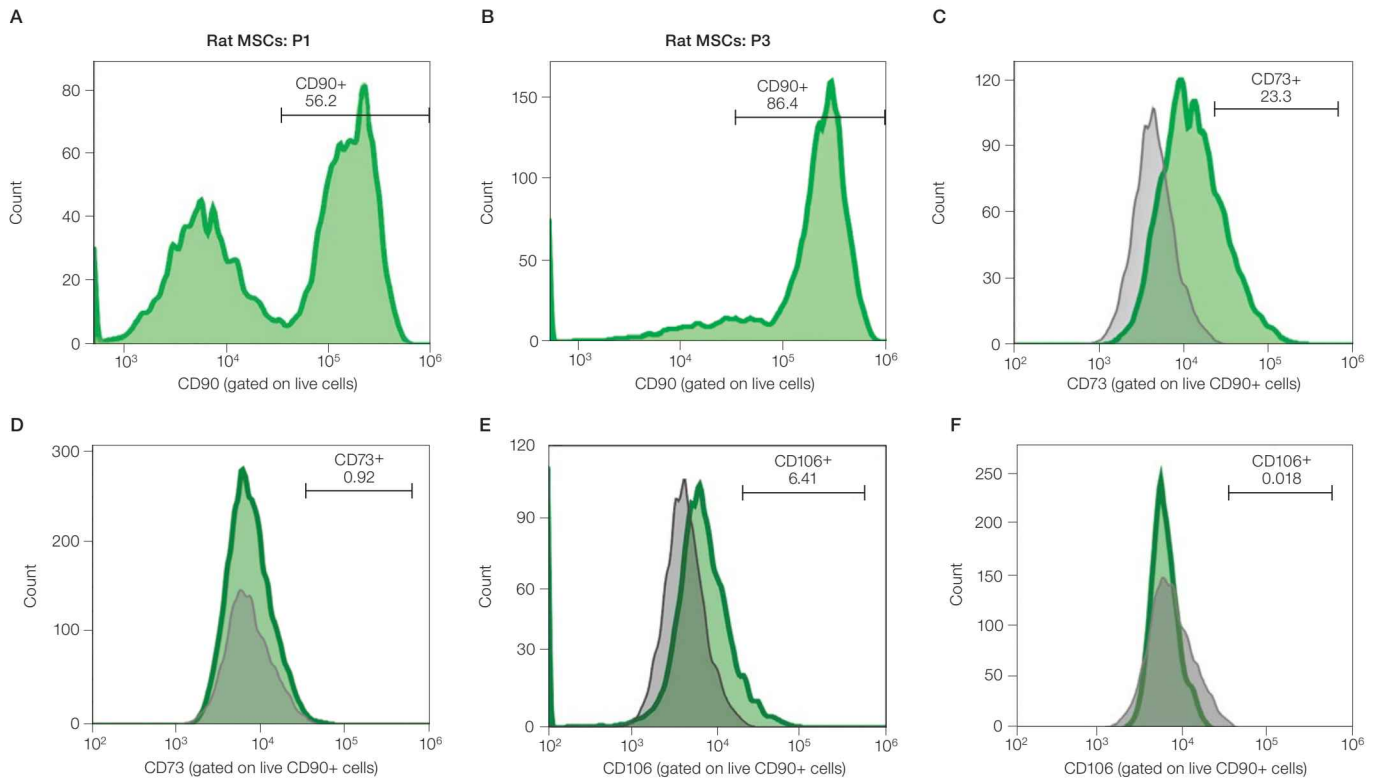 A
Rat MSCs: P1
CD90+
56.2
Count
80
60
40
20
0
10³
10⁴
10⁵
10⁶
CD90 (gated on live cells)
B
Rat MSCs: P3
CD90+
86.4
Count
150
100
50
0
10³
10⁴
10⁵
10⁶
CD90 (gated on live cells)
C
CD73+
23.3
Count
120
90
60
30
0
10²
10³
10⁴
10⁵
10⁶
CD73 (gated on live CD90+ cells)
D
CD73+
0.92
Count
300
200
100
0
10²
10³
10⁴
10⁵
10⁶
CD73 (gated on live CD90+ cells)
E
CD106+
6.41
Count
120
90
60
30
0
10²
10³
10⁴
10⁵
10⁶
CD106 (gated on live CD90+ cells)
F
CD106+
0.018
Count
250
200
150
100
50
0
10²
10³
10⁴
10⁵
10⁶
CD106 (gated on live CD90+ cells)